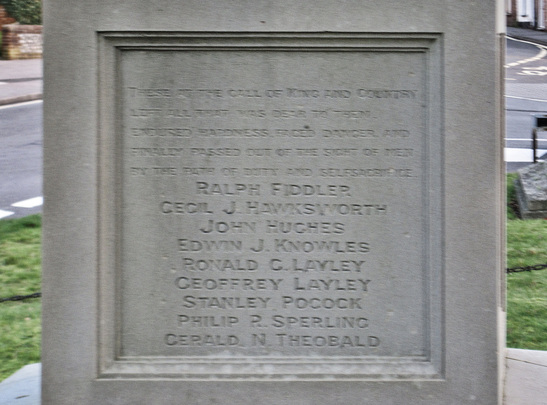 These at the call of King and Country
left all that was dear to them,
endured hardness, faced danger and
finally passed out of the sight of men
by the path of duty and selfsacrifice.
Ralph Fiddler
Cecil J. Hawksworth
John Hughes
Edwin J. Knowles
Ronald C. Layley
Geoffrey Layley
Stanley Pocock
Philip R. Sperling
Gerald N. Theobald